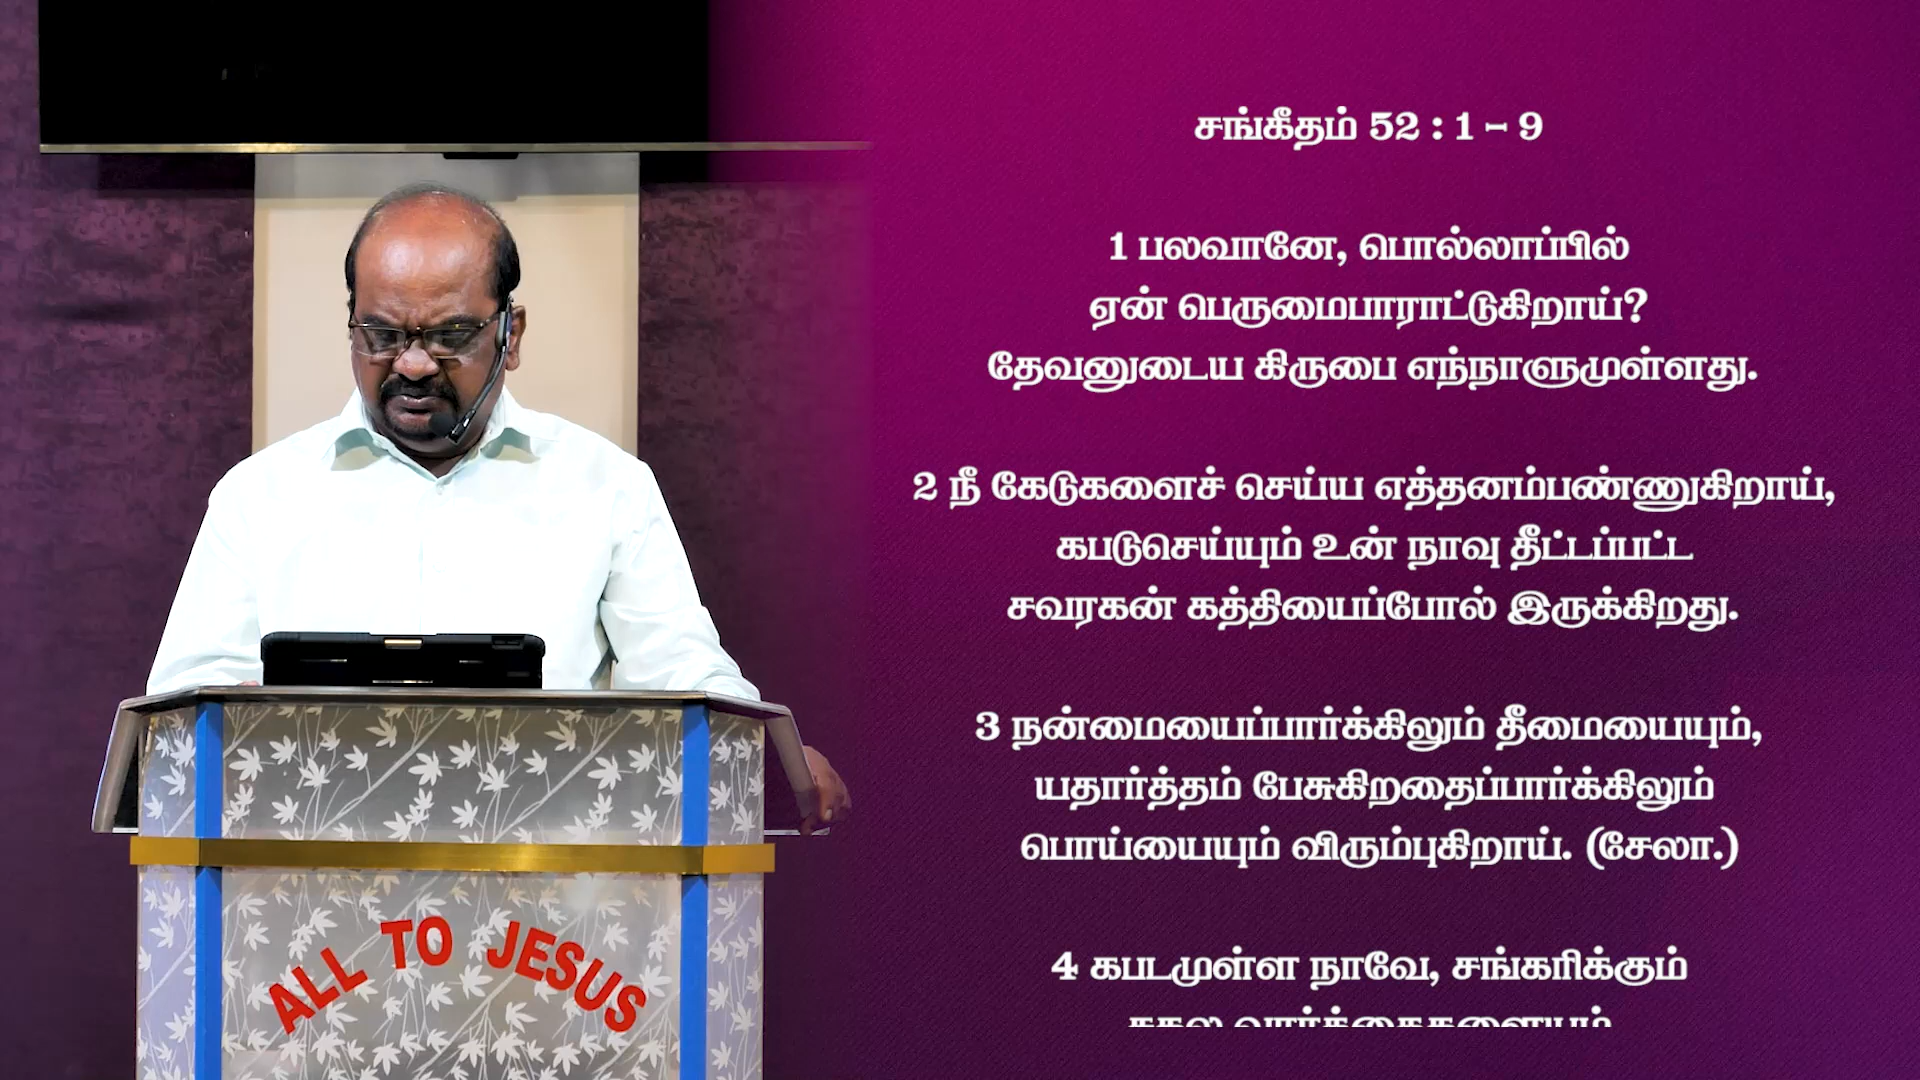 சங்கீதம் 52 : 1 - 9
1 பலவானே, பொல்லாப்பில்
ஏன் பெருமைபாராட்டுகிறாய்?
தேவனுடைய கிருபை எந்நாளுமுள்ளது.
2 நீ கேடுகளைச் செய்ய எத்தனம்பண்ணுகிறாய்,
கபடுசெய்யும் உன் நாவு தீட்டப்பட்ட
சவரகன் கத்தியைப்போல் இருக்கிறது.
3 நன்மையைப்பார்க்கிலும் தீமையையும்,
யதார்த்தம் பேசுகிறதைப்பார்க்கிலும்
பொய்யையும் விரும்புகிறாய். (சேலா.)
4 கபடமுள்ள நாவே, சங்கரிக்கும்
ALL TO JESUS